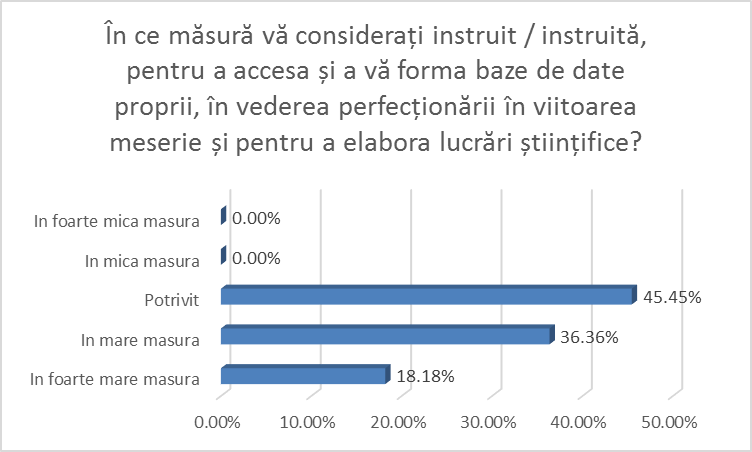 În ce măsură vă considerați instruit / instruită,
pentru a accesa și a vă forma baze de date
proprii, în vederea perfecționării în viitoarea
meserie și pentru a elabora lucrări științifice?
In foarte mica masura 0.00%
In mica masura 0.00%
Potrivit 45.45%
In mare masura 36.36%
In foarte mare masura 18.18%
0.00% 10.00% 20.00% 30.00% 40.00% 50.00%